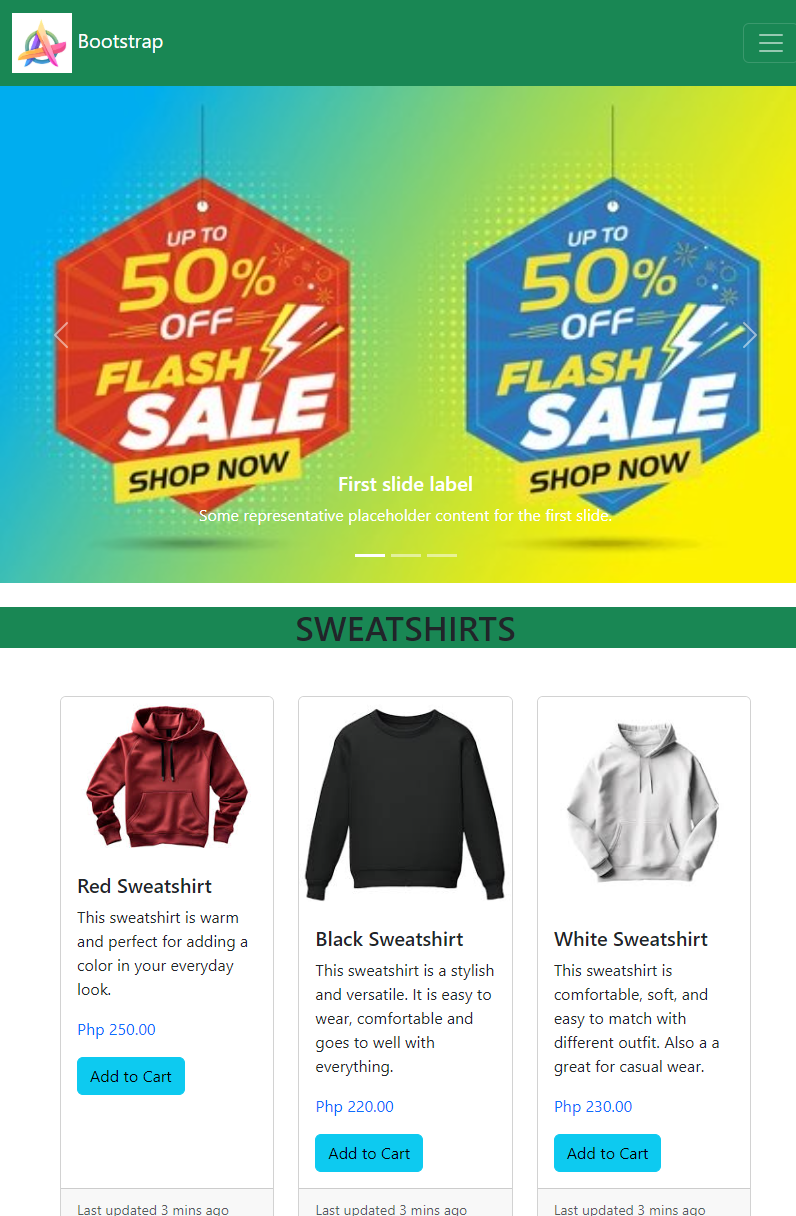 Bootstrap
UP TO
50%
OFF
FLASH
SALE
SHOP NOW
UP TO
50%
OFF
FLASH
SALE
SHOP NOW
First slide label
Some representative placeholder content for the first slide.
SWEATSHIRTS
Red Sweatshirt
This sweatshirt is warm
and perfect for adding a
color in your everyday
look.
Php 250.00
Add to Cart
Last updated 3 mins ago
Black Sweatshirt
This sweatshirt is a stylish
and versatile. It is easy to
wear, comfortable and
goes to well with
everything.
Php 220.00
Add to Cart
Last updated 3 mins ago
White Sweatshirt
This sweatshirt is
comfortable, soft, and
easy to match with
different outfit. Also a a
great for casual wear.
Php 230.00
Add to Cart
Last updated 3 mins ago